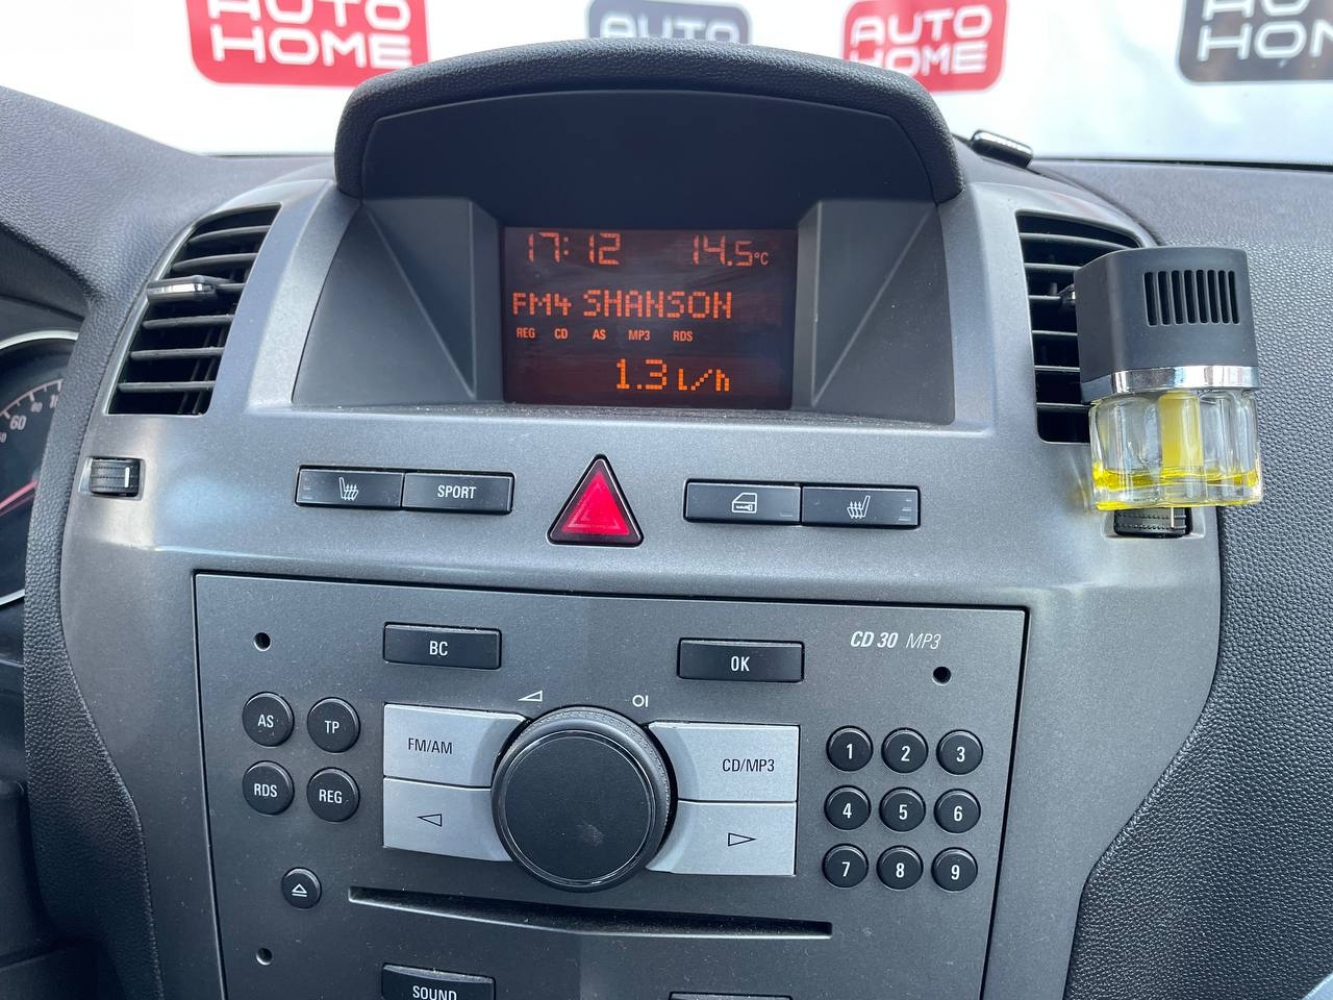 AUTO
HOME
AUTO
HOME
AUTO
HOM
17:12 14.5°C
FM4 SHANSON
REG CD AS MP3 RDS
1.3 l/h
60
SPORT
BC
OK
CD 30 MP3
AS
TP
FM/AM
CD/MP3
1 2 3
RDS
REG
4 5 6
7 8 9
SOUND